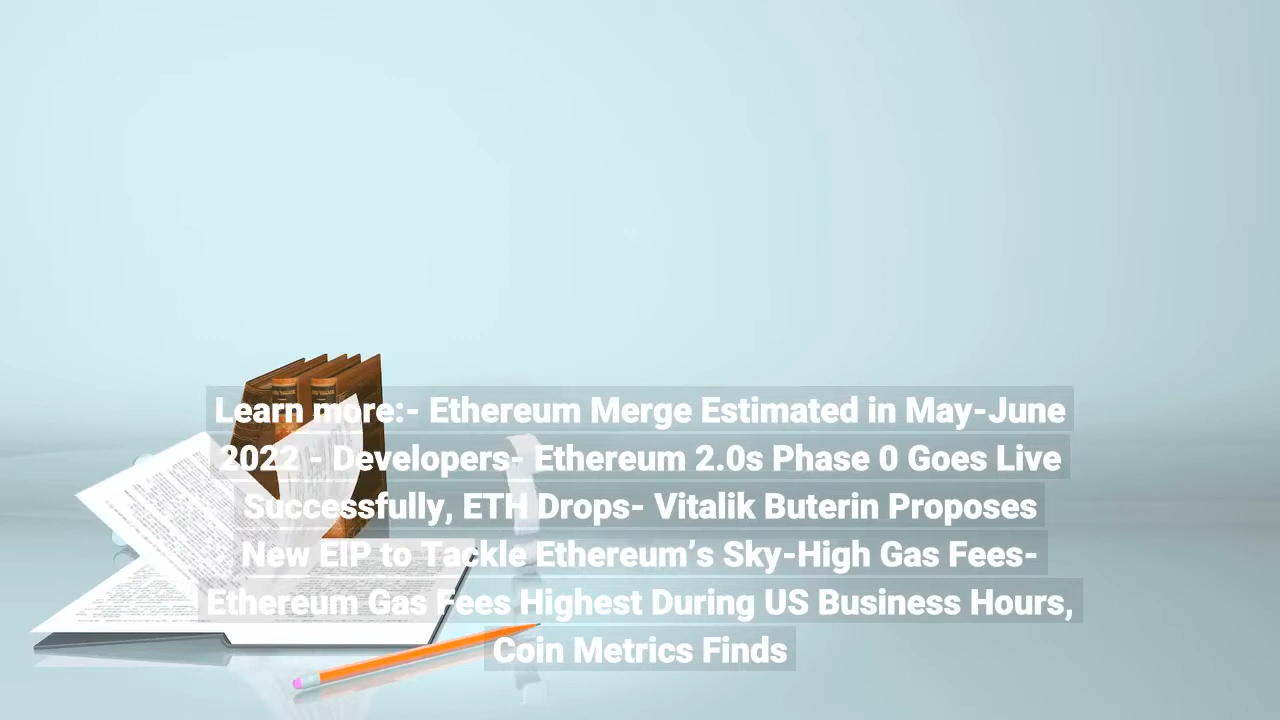 Learn more:- Ethereum Merge Estimated in May-June
2022 - Developers- Ethereum 2.0s Phase 0 Goes Live
Successfully, ETH Drops- Vitalik Buterin Proposes
New EIP to Tackle Ethereum’s Sky-High Gas Fees-
Ethereum Gas Fees Highest During US Business Hours,
Coin Metrics Finds